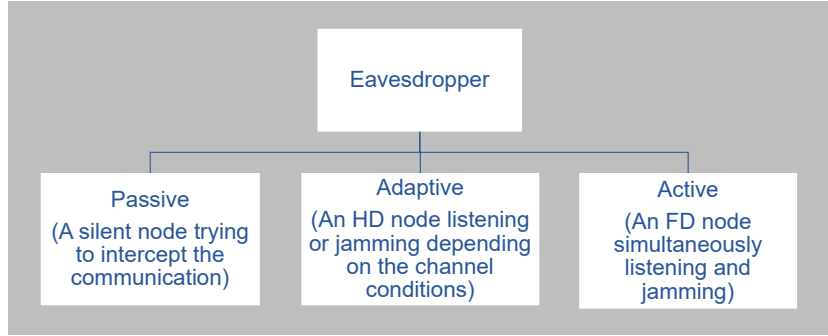 Eavesdropper
Passive
(A silent node trying
to intercept the
communication)
Adaptive
(An HD node listening
or jamming depending
on the channel
conditions)
Active
(An FD node
simultaneously
listening and
jamming)